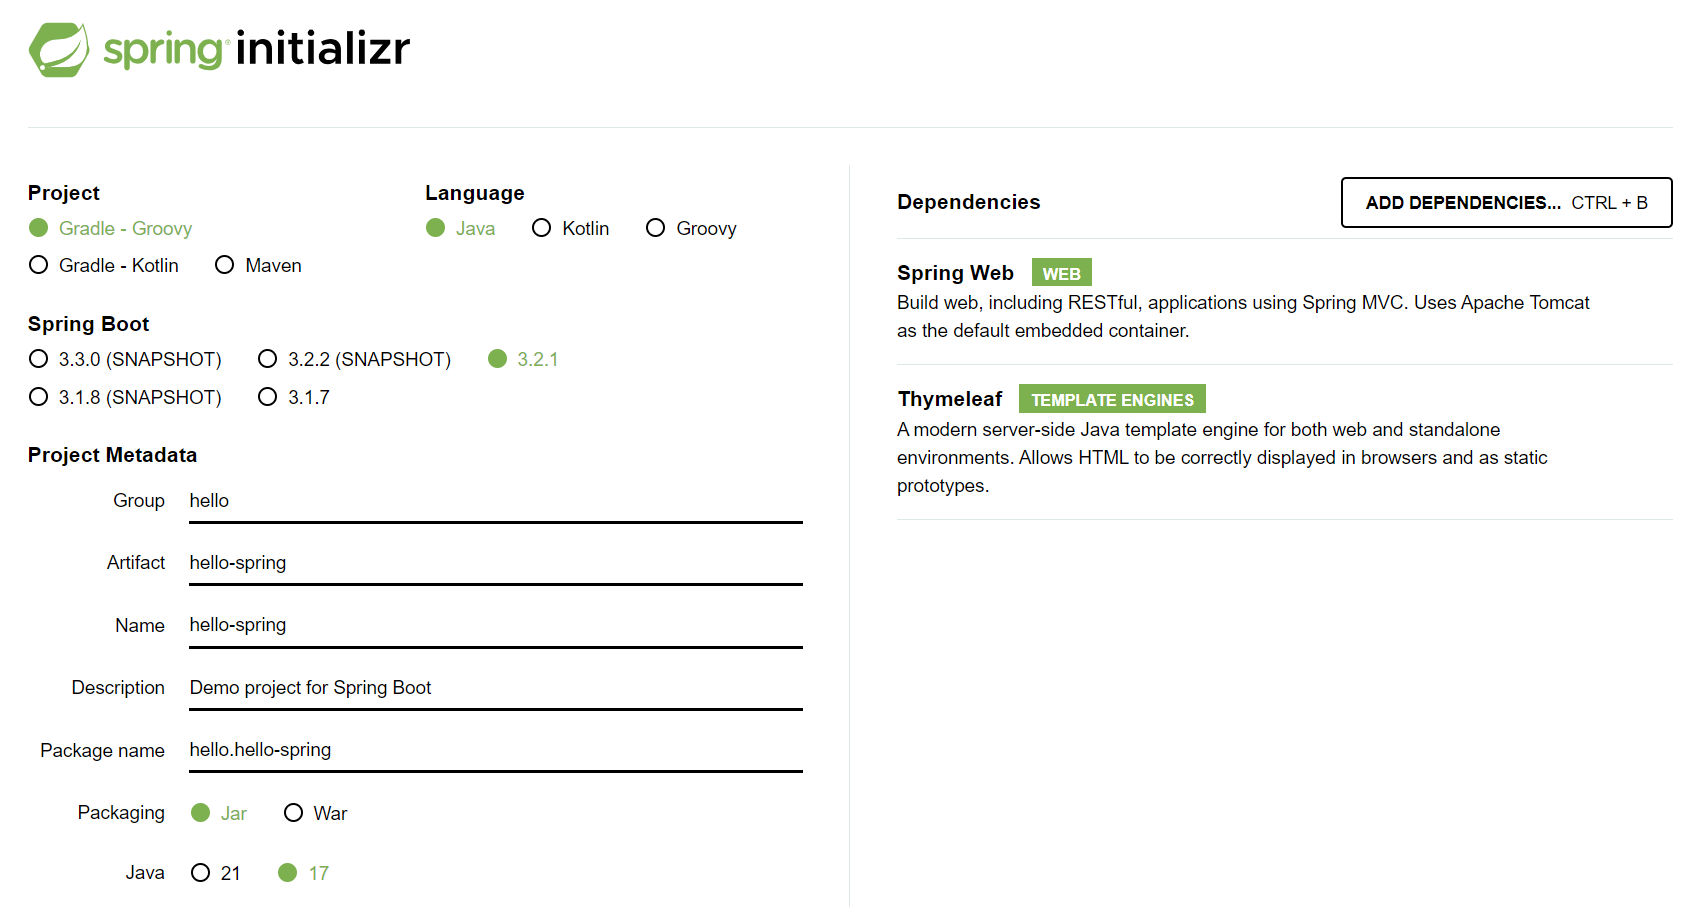 spring initializr
Project
Gradle - Groovy
Gradle - Kotlin Maven
Language
Java Kotlin Groovy
Spring Boot
3.3.0 (SNAPSHOT) 3.2.2 (SNAPSHOT) 3.2.1
3.1.8 (SNAPSHOT) 3.1.7
Project Metadata
Group hello
Artifact hello-spring
Name hello-spring
Description Demo project for Spring Boot
Package name hello.hello-spring
Packaging Jar War
Java 21 17
Dependencies ADD DEPENDENCIES... CTRL + B
Spring Web WEB
Build web, including RESTful, applications using Spring MVC. Uses Apache Tomcat
as the default embedded container.
Thymeleaf TEMPLATE ENGINES
A modern server-side Java template engine for both web and standalone
environments. Allows HTML to be correctly displayed in browsers and as static
prototypes.